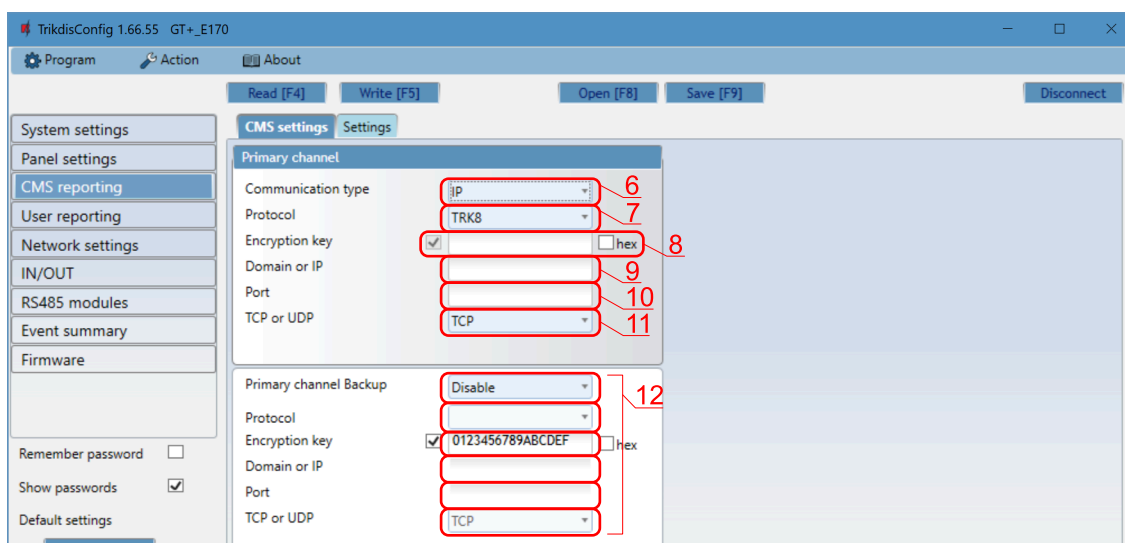 TrikdisConfig 1.66.55 GT+_E170
Program Action About
Read [F4] Write [F5] Open [F8] Save [F9] Disconnect
System settings
Panel settings
CMS reporting
User reporting
Network settings
IN/OUT
RS485 modules
Event summary
Firmware
Remember password
Show passwords
Default settings
CMS settings Settings
Primary channel
Communication type IP 6
Protocol TRK8 7
Encryption key hex 8
Domain or IP 9
Port 10
TCP or UDP TCP 11
Primary channel Backup Disable 12
Protocol
Encryption key 0123456789ABCDEF hex
Domain or IP
Port
TCP or UDP TCP